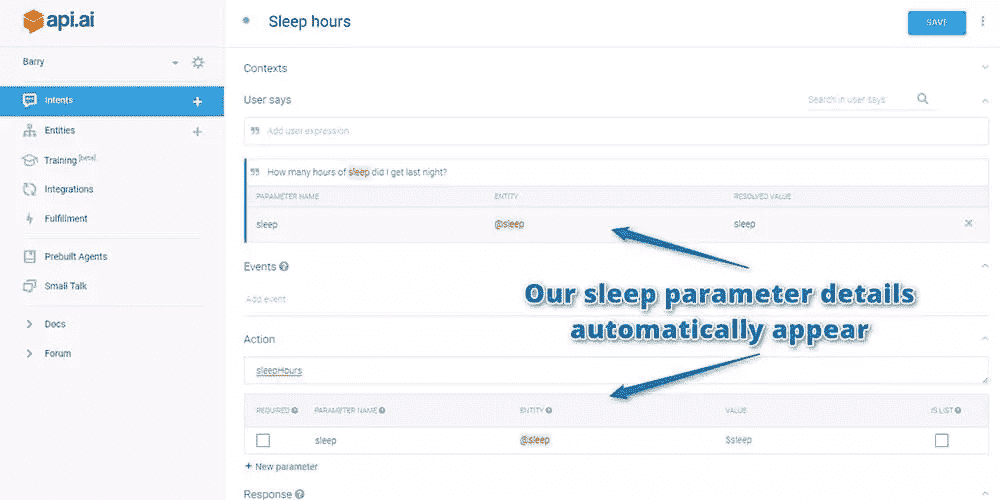 api.ai
Sleep hours
SAVE
Barry
Contexts
User says
Search in user says
Intents
Add user expression
Entities
Training [beta]
How many hours of sleep did I get last night?
Integrations
PARAMETER NAME ENTITY RESOLVED VALUE
Fulfillment
sleep @sleep sleep
Prebuilt Agents
Events
Small Talk
Add event
Our sleep parameter details
automatically appear
Docs
Action
Forum
sleepHours
REQUIRED PARAMETER NAME ENTITY VALUE IS LIST
sleep @sleep $sleep
+ New parameter
Response